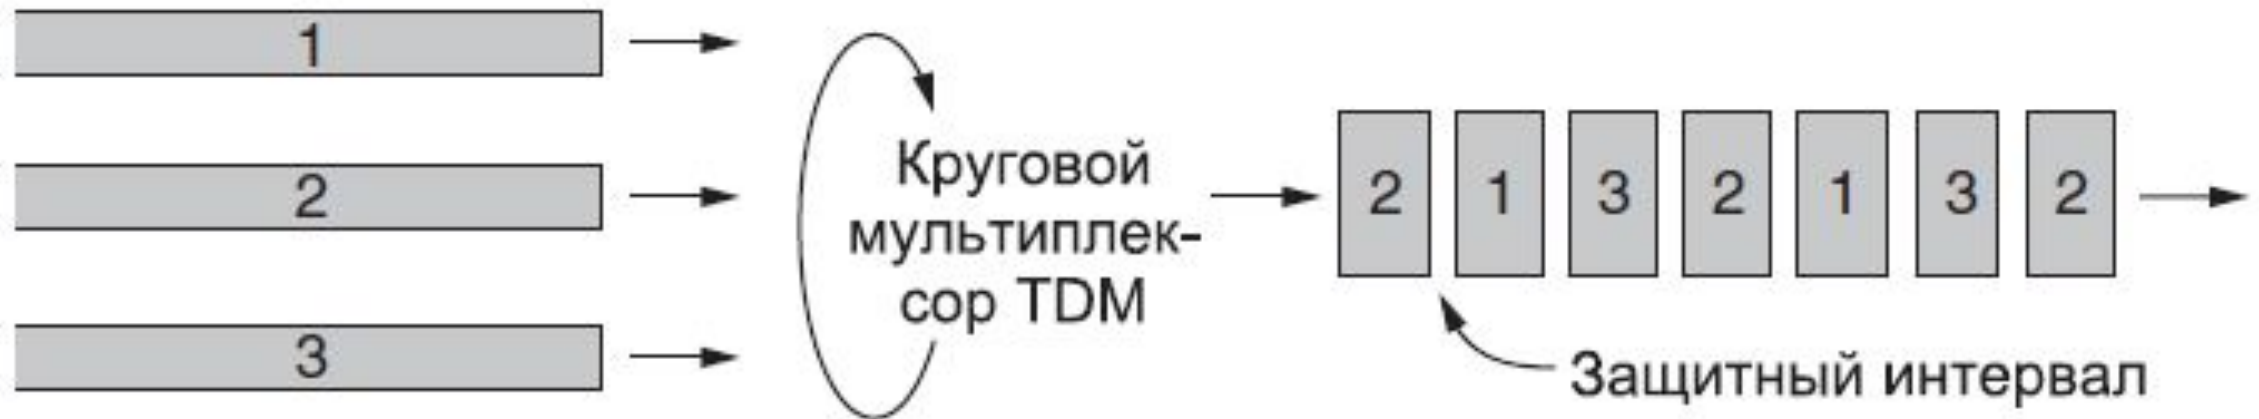 1
2
3
Круговой
мультиплек-
сор TDM
2 1 3 2 1 3 2
Защитный интервал